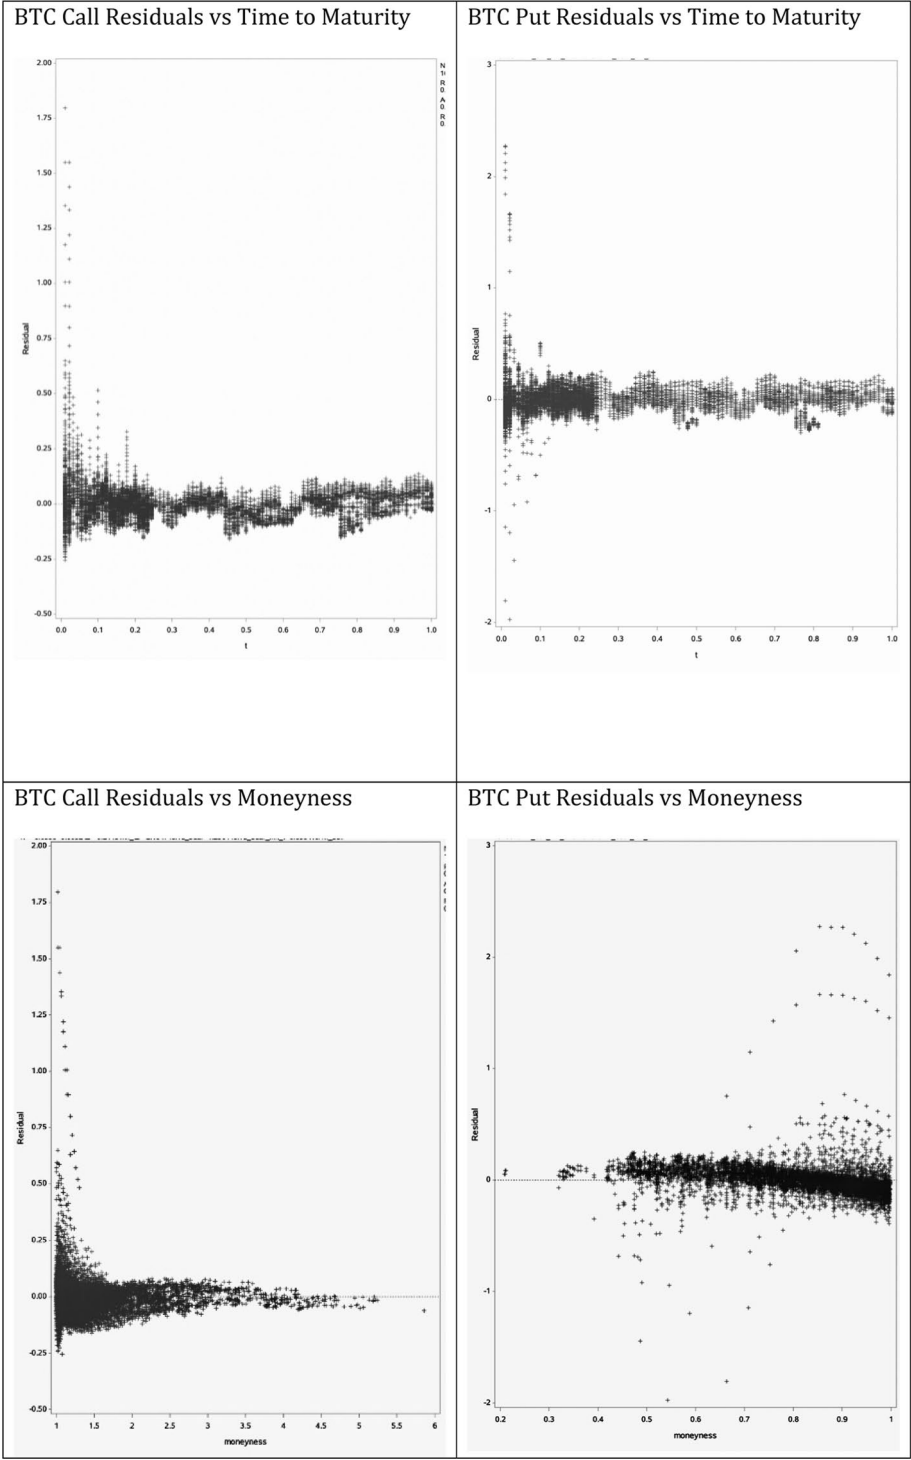 BTC Call Residuals vs Time to Maturity
2.00
1.75
1.50
1.25
1.00
0.75
0.50
0.25
0.00
-0.25
-0.50
Residual
0.0 0.1 0.2 0.3 0.4 0.5 0.6 0.7 0.8 0.9 1.0
t
N
R
0.
A
0.
R
0.
BTC Put Residuals vs Time to Maturity
3
2
1
0
-1
-2
Residual
0.0 0.1 0.2 0.3 0.4 0.5 0.6 0.7 0.8 0.9 1.0
t
BTC Call Residuals vs Moneyness
2.00
1.75
1.50
1.25
1.00
0.75
0.50
0.25
0.00
-0.25
-0.50
Residual
1 1.5 2 2.5 3 3.5 4 4.5 5 5.5 6
moneyness
BTC Put Residuals vs Moneyness
3
2
1
0
-1
-2
Residual
0.2 0.3 0.4 0.5 0.6 0.7 0.8 0.9 1
moneyness